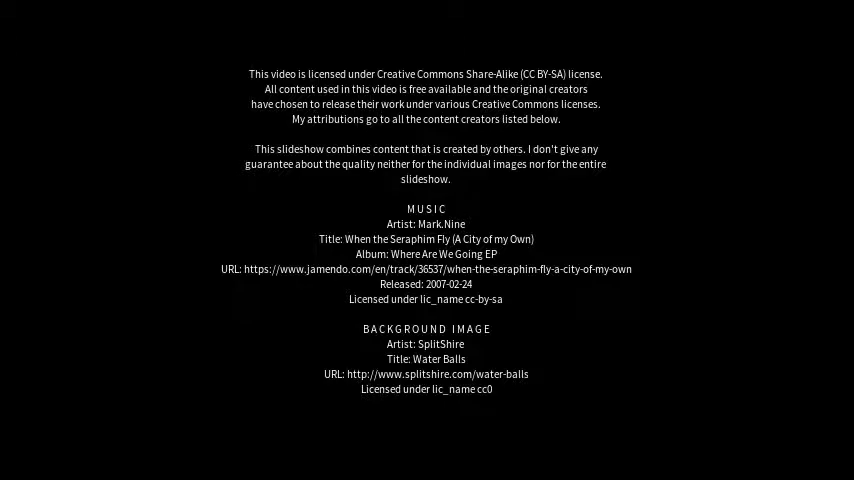 This video is licensed under Creative Commons Share-Alike (CC BY-SA) license.
All content used in this video is free available and the original creators
have chosen to release their work under various Creative Commons licenses.
My attributions go to all the content creators listed below.
This slideshow combines content that is created by others. I don't give any
guarantee about the quality neither for the individual images nor for the entire
slideshow.
MUSIC
Artist: Mark.Nine
Title: When the Seraphim Fly (A City of my Own)
Album: Where Are We Going EP
URL: https://www.jamendo.com/en/track/36537/when-the-seraphim-fly-a-city-of-my-own
Released: 2007-02-24
Licensed under lic_name cc-by-sa
BACKGROUND IMAGE
Artist: SplitShire
Title: Water Balls
URL: http://www.splitshire.com/water-balls
Licensed under lic_name cc0